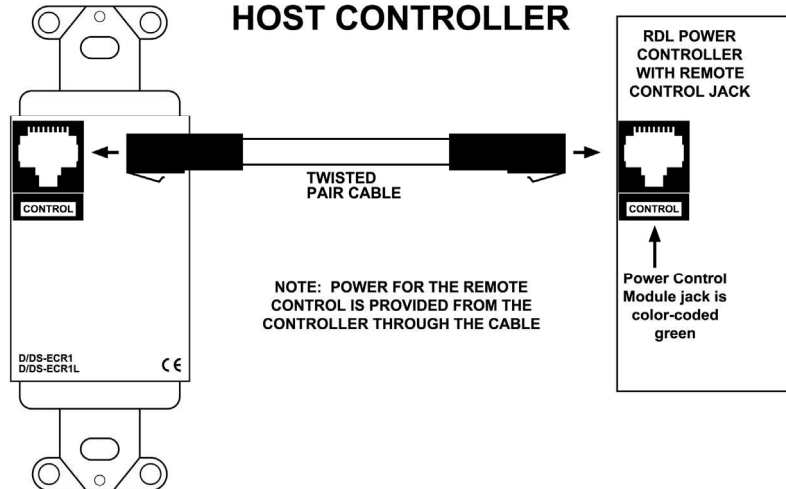 HOST CONTROLLER
RDL POWER
CONTROLLER
WITH REMOTE
CONTROL JACK
TWISTED
PAIR CABLE
CONTROL
CONTROL
NOTE: POWER FOR THE REMOTE
CONTROL IS PROVIDED FROM THE
CONTROLLER THROUGH THE CABLE
Power Control
Module jack is
color-coded
green
D/DS-ECR1
D/DS-ECR1L
CE